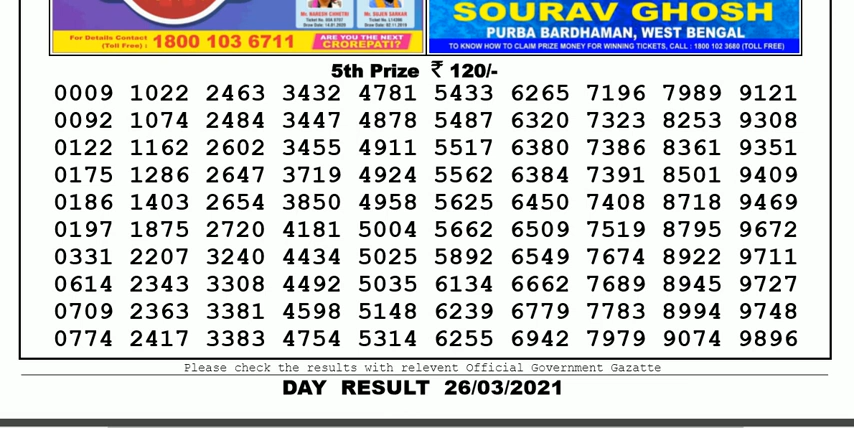 Mr. NARESH CHHETRI
Mr. SUJEN SARKAR
SOURAV GHOSH
PURBA BARDHAMAN, WEST BENGAL
TO KNOW HOW TO CLAIM PRIZE MONEY FOR WINNING TICKETS, CALL : 1800 102 3680 (TOLL FREE)
For Details Contact
(Toll Free) : 1800 103 6711
ARE YOU THE NEXT
CROREPATI?
5th Prize ₹ 120/-
0009 1022 2463 3432 4781 5433 6265 7196 7989 9121
0092 1074 2484 3447 4878 5487 6320 7323 8253 9308
0122 1162 2602 3455 4911 5517 6380 7386 8361 9351
0175 1286 2647 3719 4924 5562 6384 7391 8501 9409
0186 1403 2654 3850 4958 5625 6450 7408 8718 9469
0197 1875 2720 4181 5004 5662 6509 7519 8795 9672
0331 2207 3240 4434 5025 5892 6549 7674 8922 9711
0614 2343 3308 4492 5035 6134 6662 7689 8945 9727
0709 2363 3381 4598 5148 6239 6779 7783 8994 9748
0774 2417 3383 4754 5314 6255 6942 7979 9074 9896
Please check the results with relevent Official Government Gazatte
DAY RESULT 26/03/2021